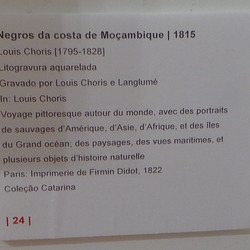 Negros da costa de Moçambique | 1815
Louis Choris [1795-1828]
Litogravura aquarelada
Gravado por Louis Choris e Langlumé
In: Louis Choris
Voyage pittoresque autour du monde, avec des portraits
de sauvages d'Amérique, d'Asie, d'Afrique, et des îles
du Grand océan; des paysages, des vues maritimes, et
plusieurs objets d'histoire naturelle
Paris: Imprimerie de Firmin Didot, 1822
Coleção Catarina
| 24 |